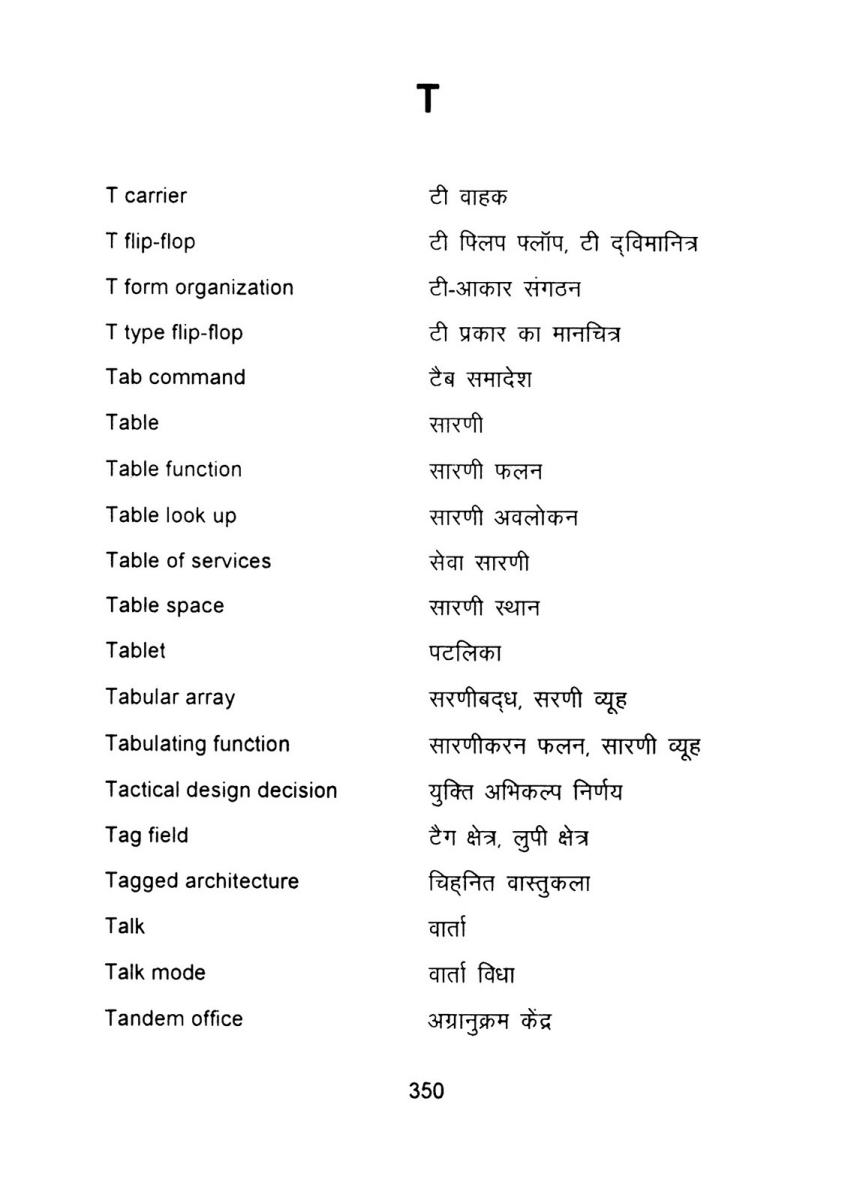 T
T carrier टी वाहक
T flip-flop टी फ्लिप फ्लॉप, टी द्विमानित्र
T form organization टी-आकार संगठन
T type flip-flop टी प्रकार का मानचित्र
Tab command टैब समादेश
Table सारणी
Table function सारणी फलन
Table look up सारणी अवलोकन
Table of services सेवा सारणी
Table space सारणी स्थान
Tablet पटलिका
Tabular array सरणीबद्ध, सरणी व्यूह
Tabulating function सारणीकरन फलन, सारणी व्यूह
Tactical design decision युक्ति अभिकल्प निर्णय
Tag field टैग क्षेत्र, लुपी क्षेत्र
Tagged architecture चिह्नित वास्तुकला
Talk वार्ता
Talk mode वार्ता विधा
Tandem office अग्रानुक्रम केंद्र
350